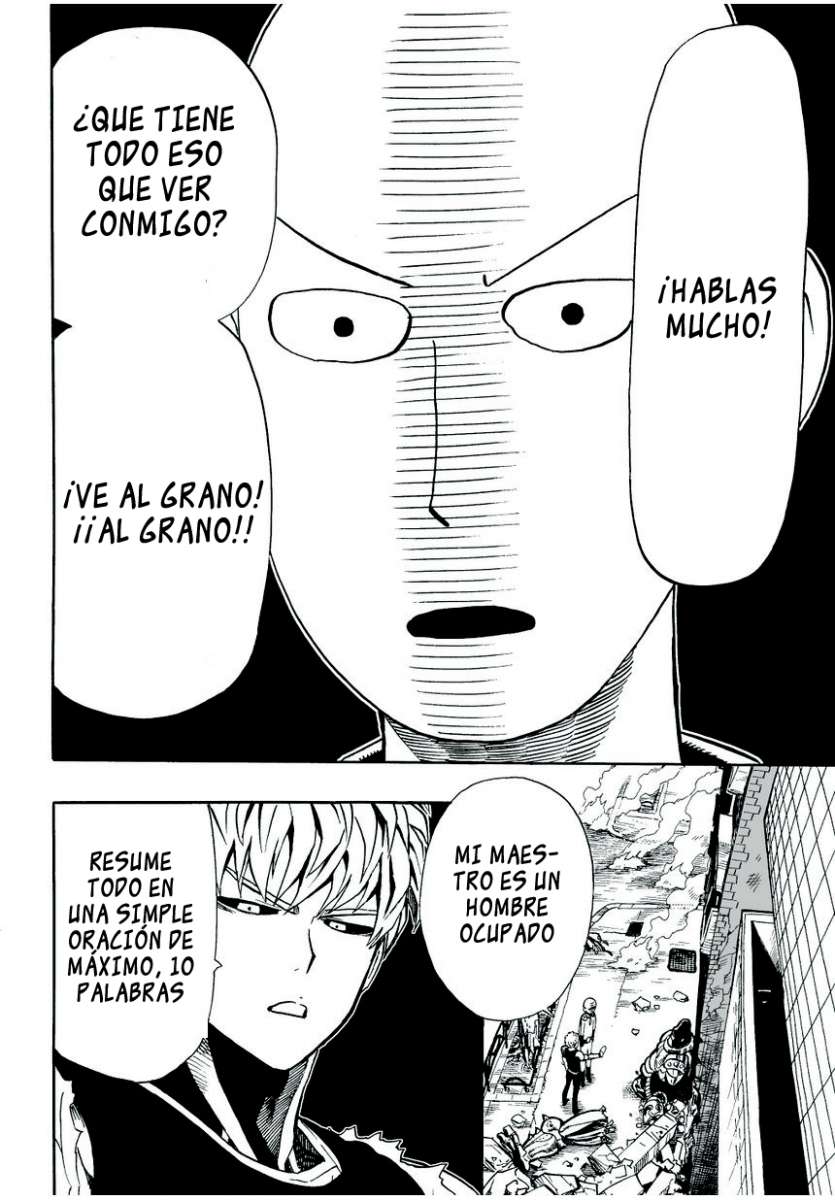 ¡HABLAS
MUCHO!
¿QUE TIENE
TODO ESO
QUE VER
CONMIGO?
¡VE AL GRANO!
¡¡AL GRANO!!
MI MAES-
TRO ES UN
HOMBRE
OCUPADO
RESUME
TODO EN
UNA SIMPLE
ORACIÓN DE
MÁXIMO, 10
PALABRAS